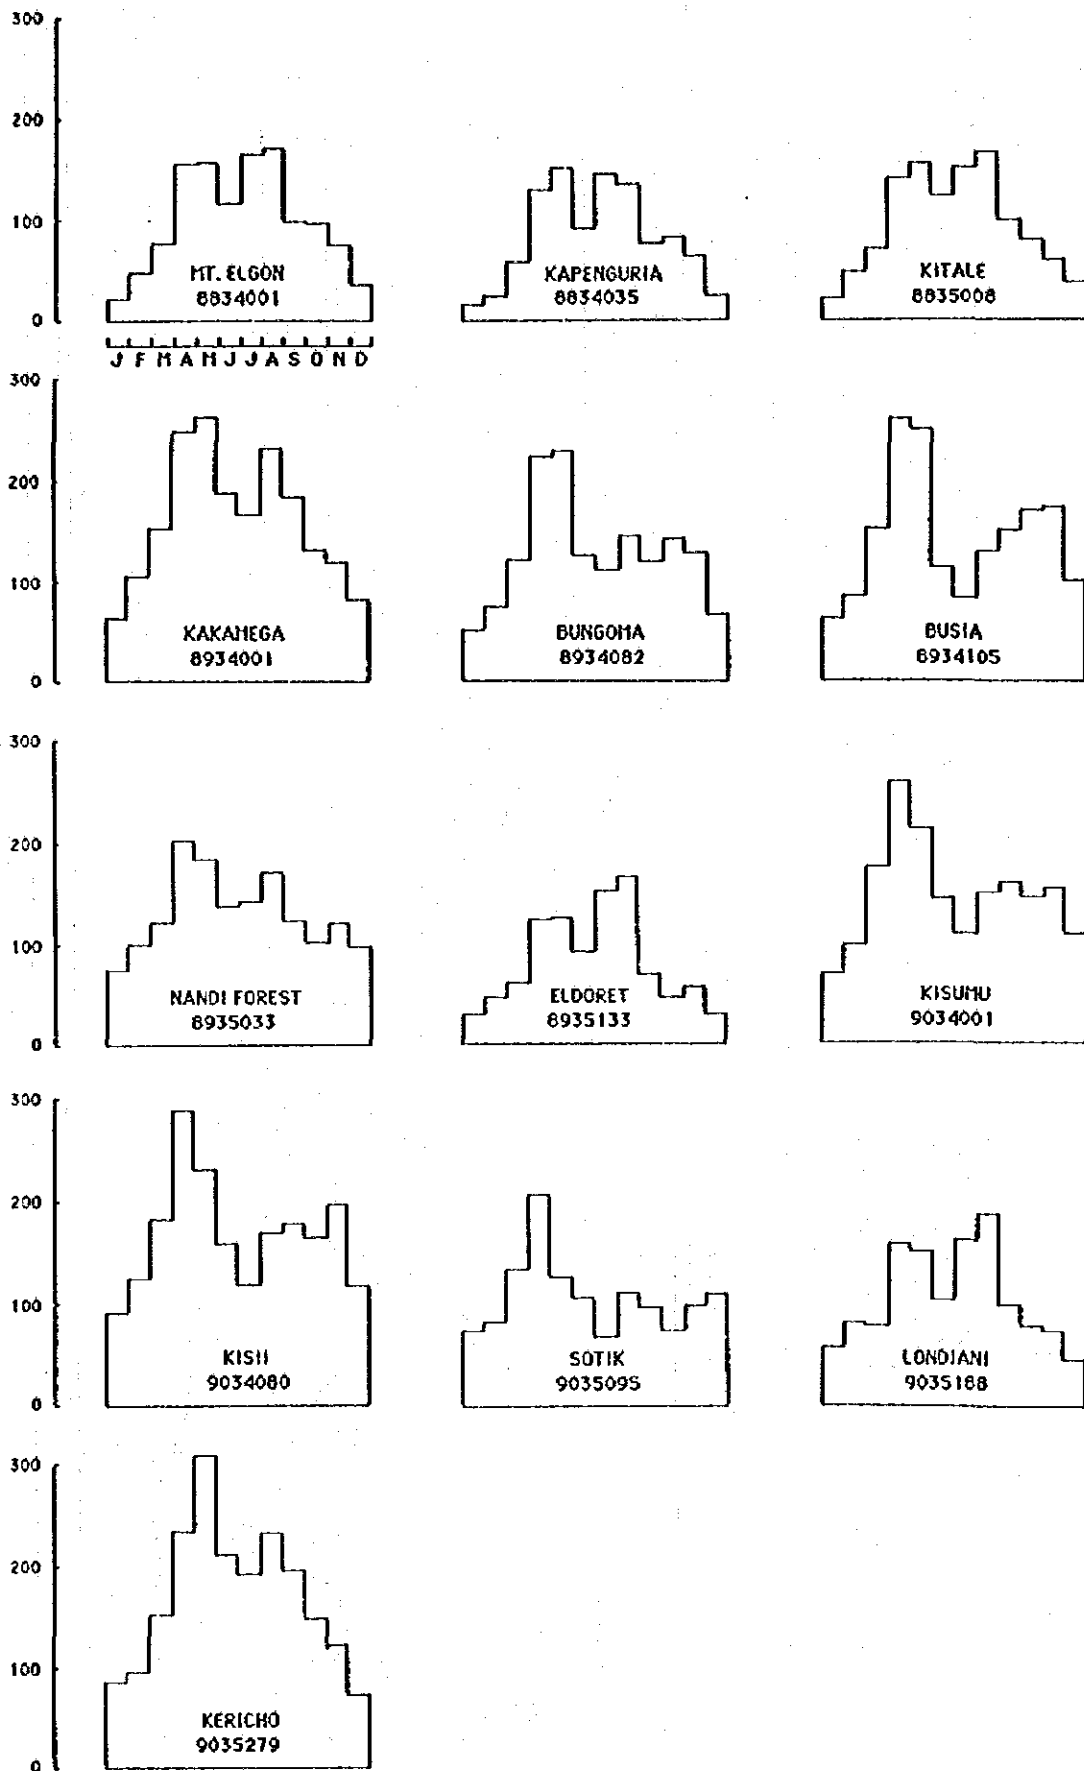 300
200
100
0
MT. ELGON
8834001
KAPENGURIA
8834035
KITALE
8835008
J F M A M J J A S O N D
300
200
100
0
KAKAMEGA
8934001
BUNGOMA
8934082
BUSIA
8934105
300
200
100
0
NANDI FOREST
8935033
ELDORET
8935133
KISUMU
9034001
300
200
100
0
KISII
9034080
SOTIK
9035095
LONDIANI
9035188
300
200
100
0
KERICHO
9035279